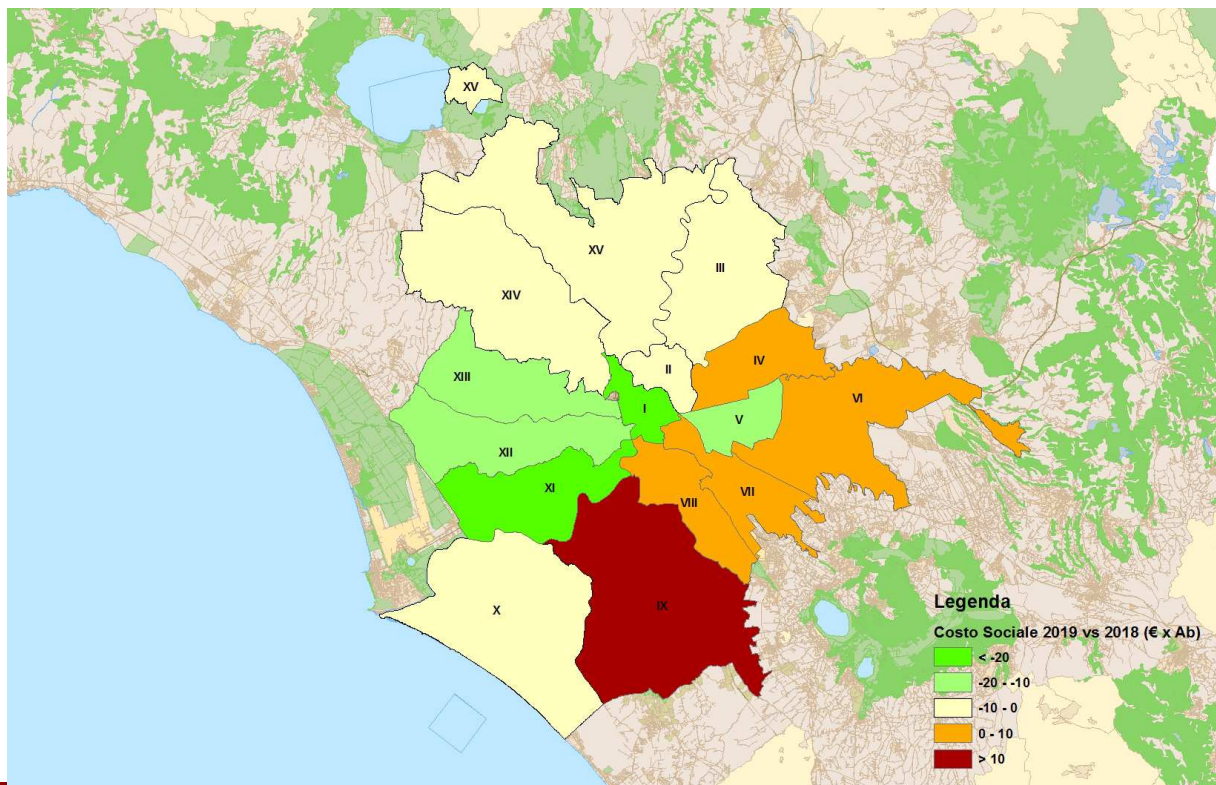 XV
XV
III
XIV
IV
II
XIII
VI
I
V
XII
XI
VII
VIII
IX
X
Legenda
Costo Sociale 2019 vs 2018 (€ x Ab)
< -20
-20 - -10
-10 - 0
0 - 10
> 10